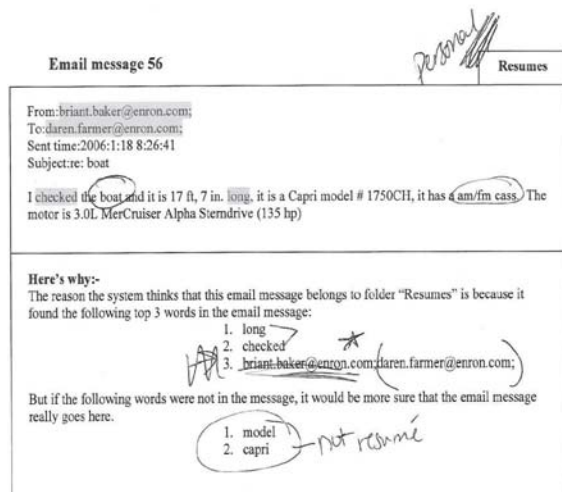 personal
Email message 56
Resumes
From:briant.baker@enron.com;
To:daren.farmer@enron.com;
Sent time:2006:1:18 8:26:41
Subject:re: boat
I checked the boat and it is 17 ft, 7 in. long, it is a Capri model # 1750CH, it has a am/fm cass. The
motor is 3.0L MerCruiser Alpha Sterndrive (135 hp)
Here's why:-
The reason the system thinks that this email message belongs to folder “Resumes” is because it
found the following top 3 words in the email message:
1. long
2. checked
3. briant.baker@enron.com;daren.farmer@enron.com;
But if the following words were not in the message, it would be more sure that the email message
really goes here.
1. model
2. capri
not resumé